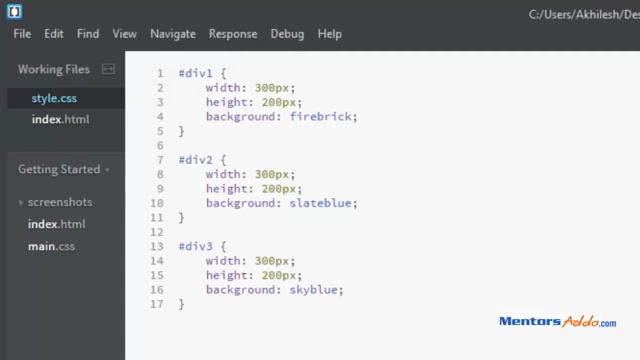 C:/Users/Akhilesh/Des
File Edit Find View Navigate Response Debug Help
Working Files
style.css
index.html
Getting Started
screenshots
index.html
main.css
1 #div1 {
2 width: 300px;
3 height: 200px;
4 background: firebrick;
5 }
6
7 #div2 {
8 width: 300px;
9 height: 200px;
10 background: slateblue;
11 }
12
13 #div3 {
14 width: 300px;
15 height: 200px;
16 background: skyblue;
17 }
MentorsAdda.com